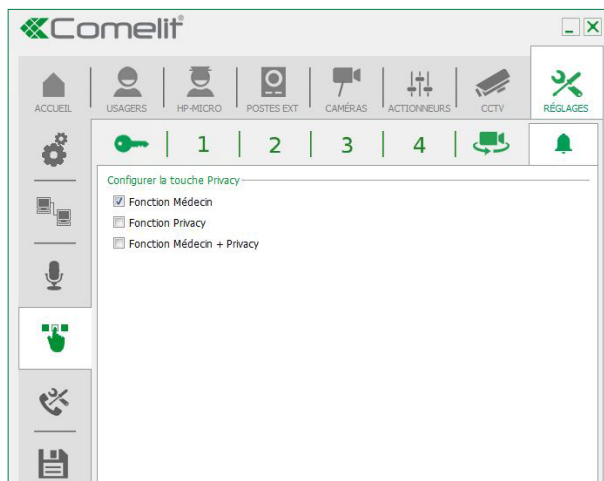 Comelit®
ACCUEIL USAGERS HP-MICRO POSTES EXT CAMÉRAS ACTIONNEURS CCTV RÉGLAGES
1 2 3 4
Configurer la touche Privacy
Fonction Médecin
Fonction Privacy
Fonction Médecin + Privacy